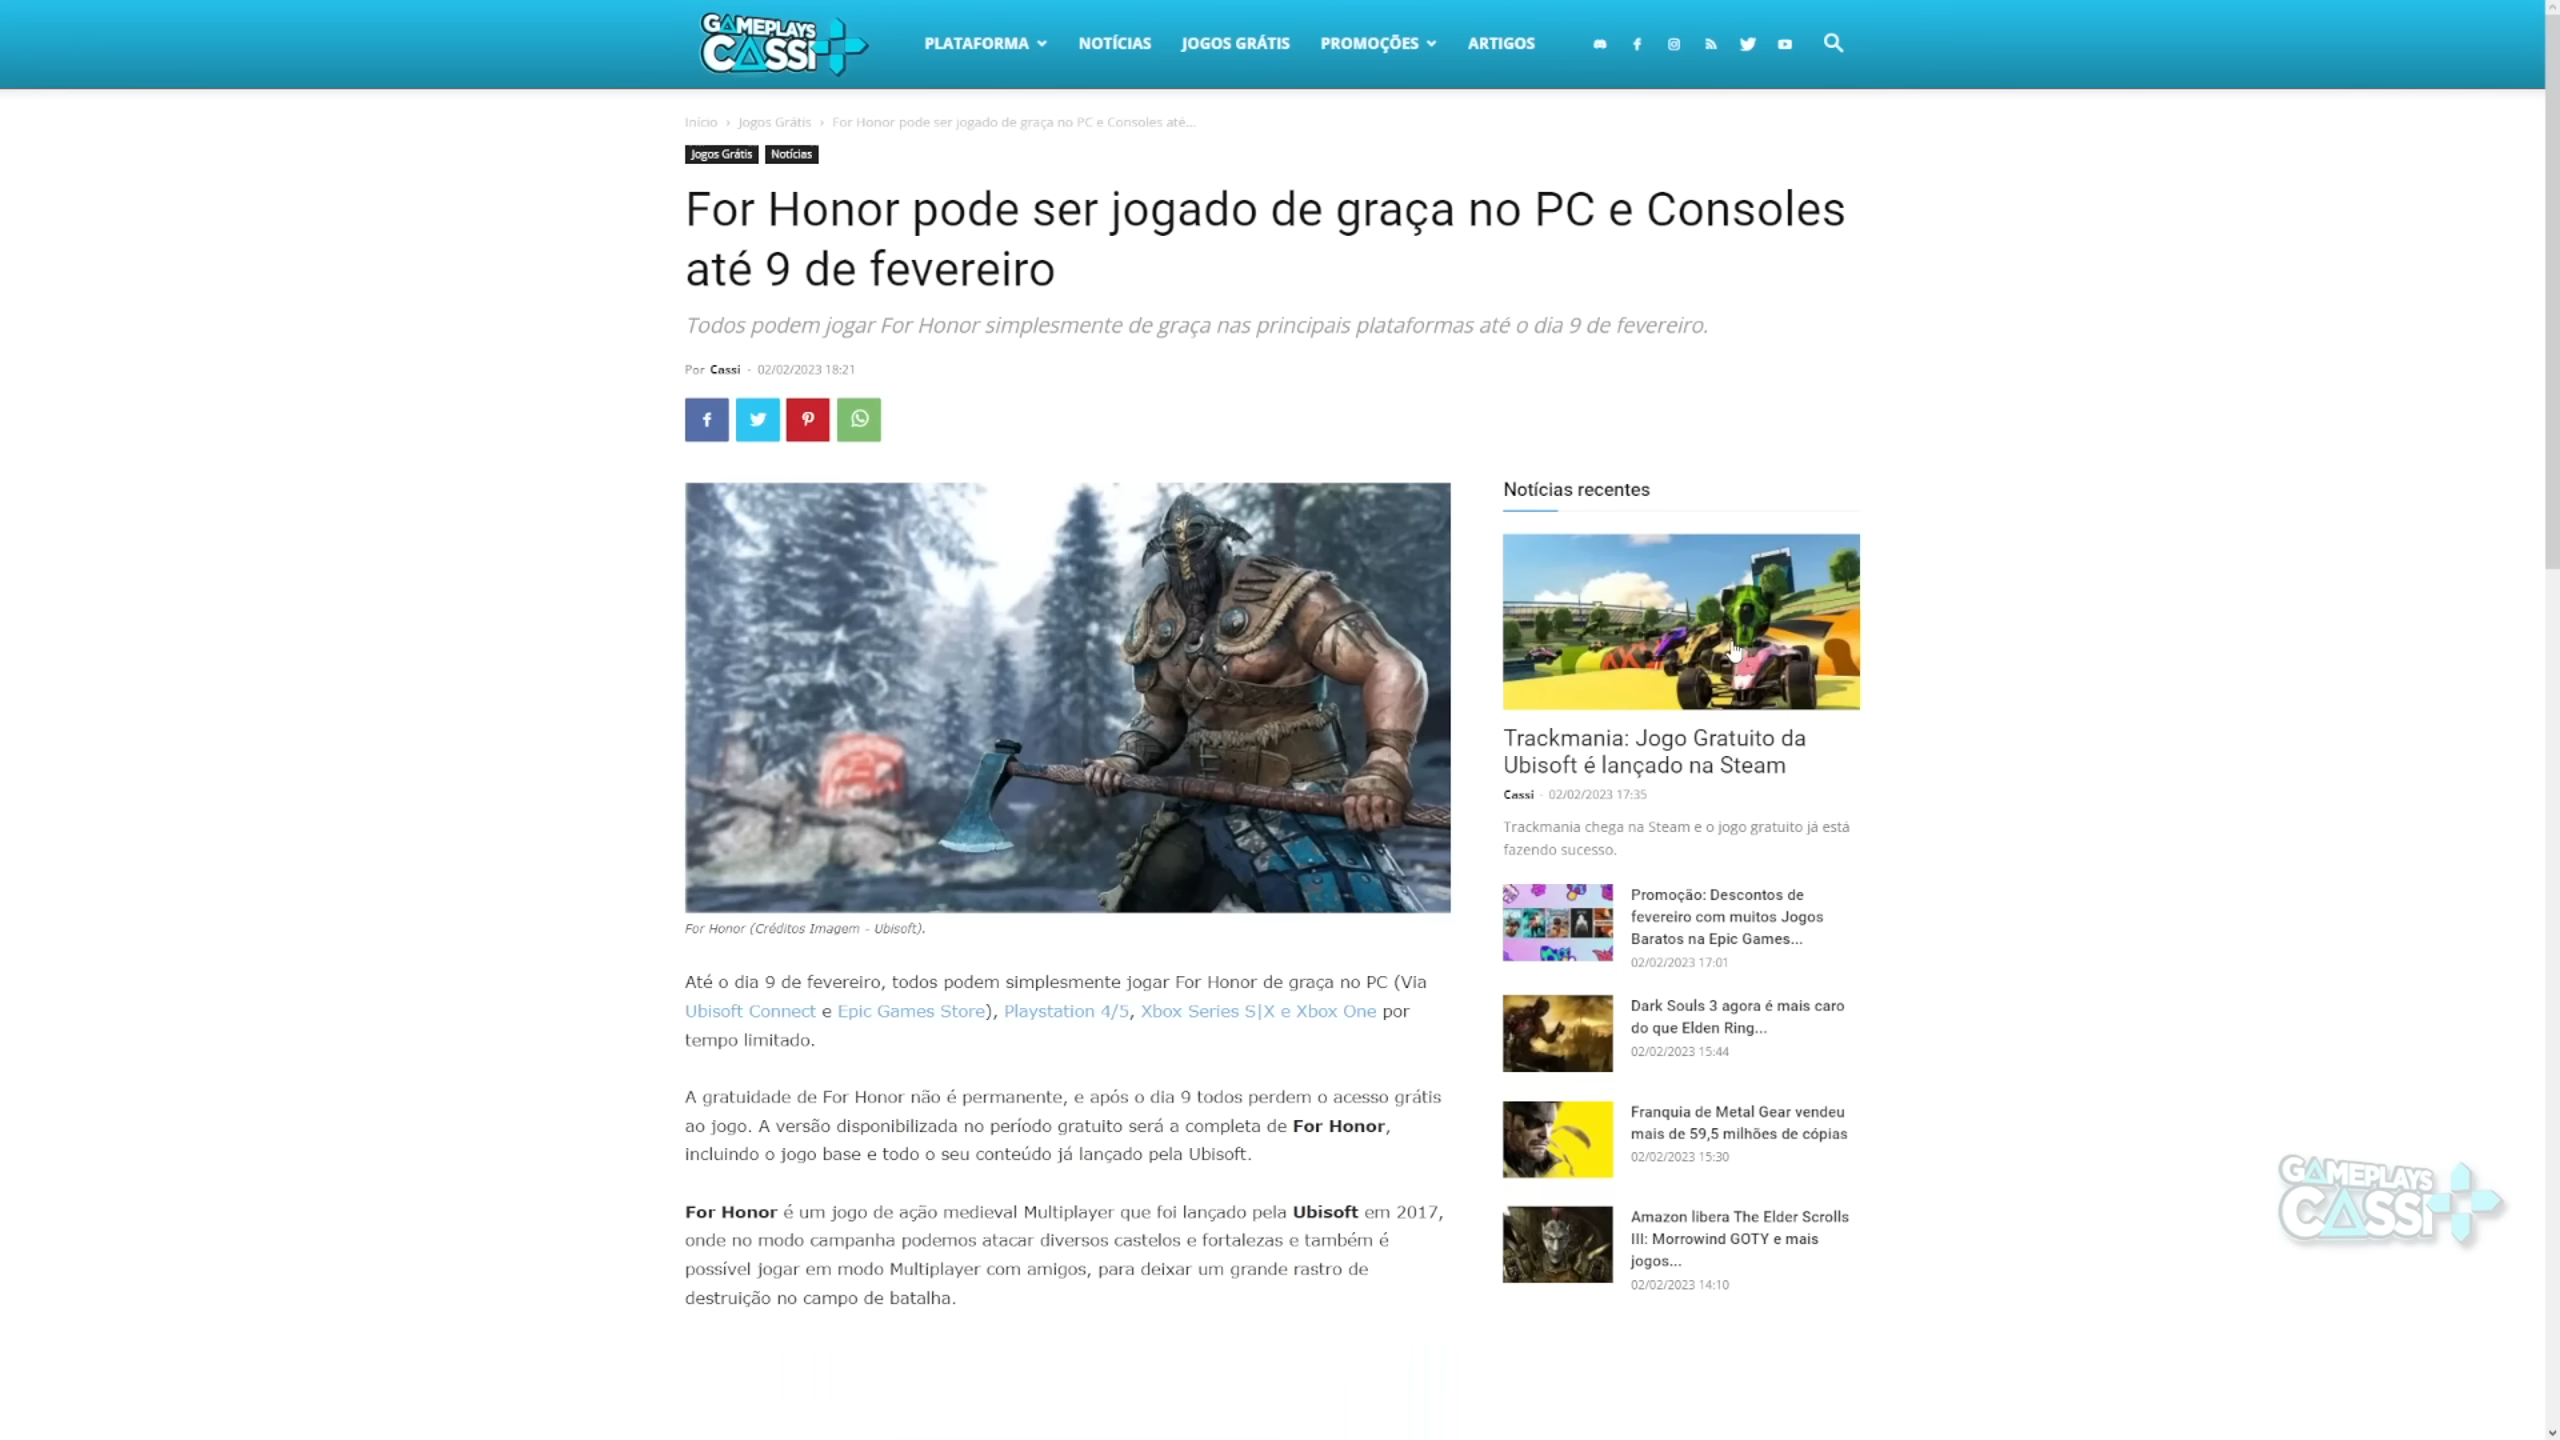 GAMEPLAYS
CASSI
PLATAFORMA NOTÍCIAS JOGOS GRÁTIS PROMOÇÕES ARTIGOS
Início › Jogos Grátis › For Honor pode ser jogado de graça no PC e Consoles até...
Jogos Grátis Notícias
For Honor pode ser jogado de graça no PC e Consoles
até 9 de fevereiro
Todos podem jogar For Honor simplesmente de graça nas principais plataformas até o dia 9 de fevereiro.
Por Cassi - 02/02/2023 18:21
For Honor (Créditos Imagem - Ubisoft).
Até o dia 9 de fevereiro, todos podem simplesmente jogar For Honor de graça no PC (Via
Ubisoft Connect e Epic Games Store), Playstation 4/5, Xbox Series S|X e Xbox One por
tempo limitado.
A gratuidade de For Honor não é permanente, e após o dia 9 todos perdem o acesso grátis
ao jogo. A versão disponibilizada no período gratuito será a completa de For Honor,
incluindo o jogo base e todo o seu conteúdo já lançado pela Ubisoft.
For Honor é um jogo de ação medieval Multiplayer que foi lançado pela Ubisoft em 2017,
onde no modo campanha podemos atacar diversos castelos e fortalezas e também é
possível jogar em modo Multiplayer com amigos, para deixar um grande rastro de
destruição no campo de batalha.
Notícias recentes
Trackmania: Jogo Gratuito da
Ubisoft é lançado na Steam
Cassi - 02/02/2023 17:35
Trackmania chega na Steam e o jogo gratuito já está
fazendo sucesso.
Promoção: Descontos de
fevereiro com muitos Jogos
Baratos na Epic Games...
02/02/2023 17:01
Dark Souls 3 agora é mais caro
do que Elden Ring...
02/02/2023 15:44
Franquia de Metal Gear vendeu
mais de 59,5 milhões de cópias
02/02/2023 15:30
Amazon libera The Elder Scrolls
III: Morrowind GOTY e mais
jogos...
02/02/2023 14:10
GAMEPLAYS
CASSI